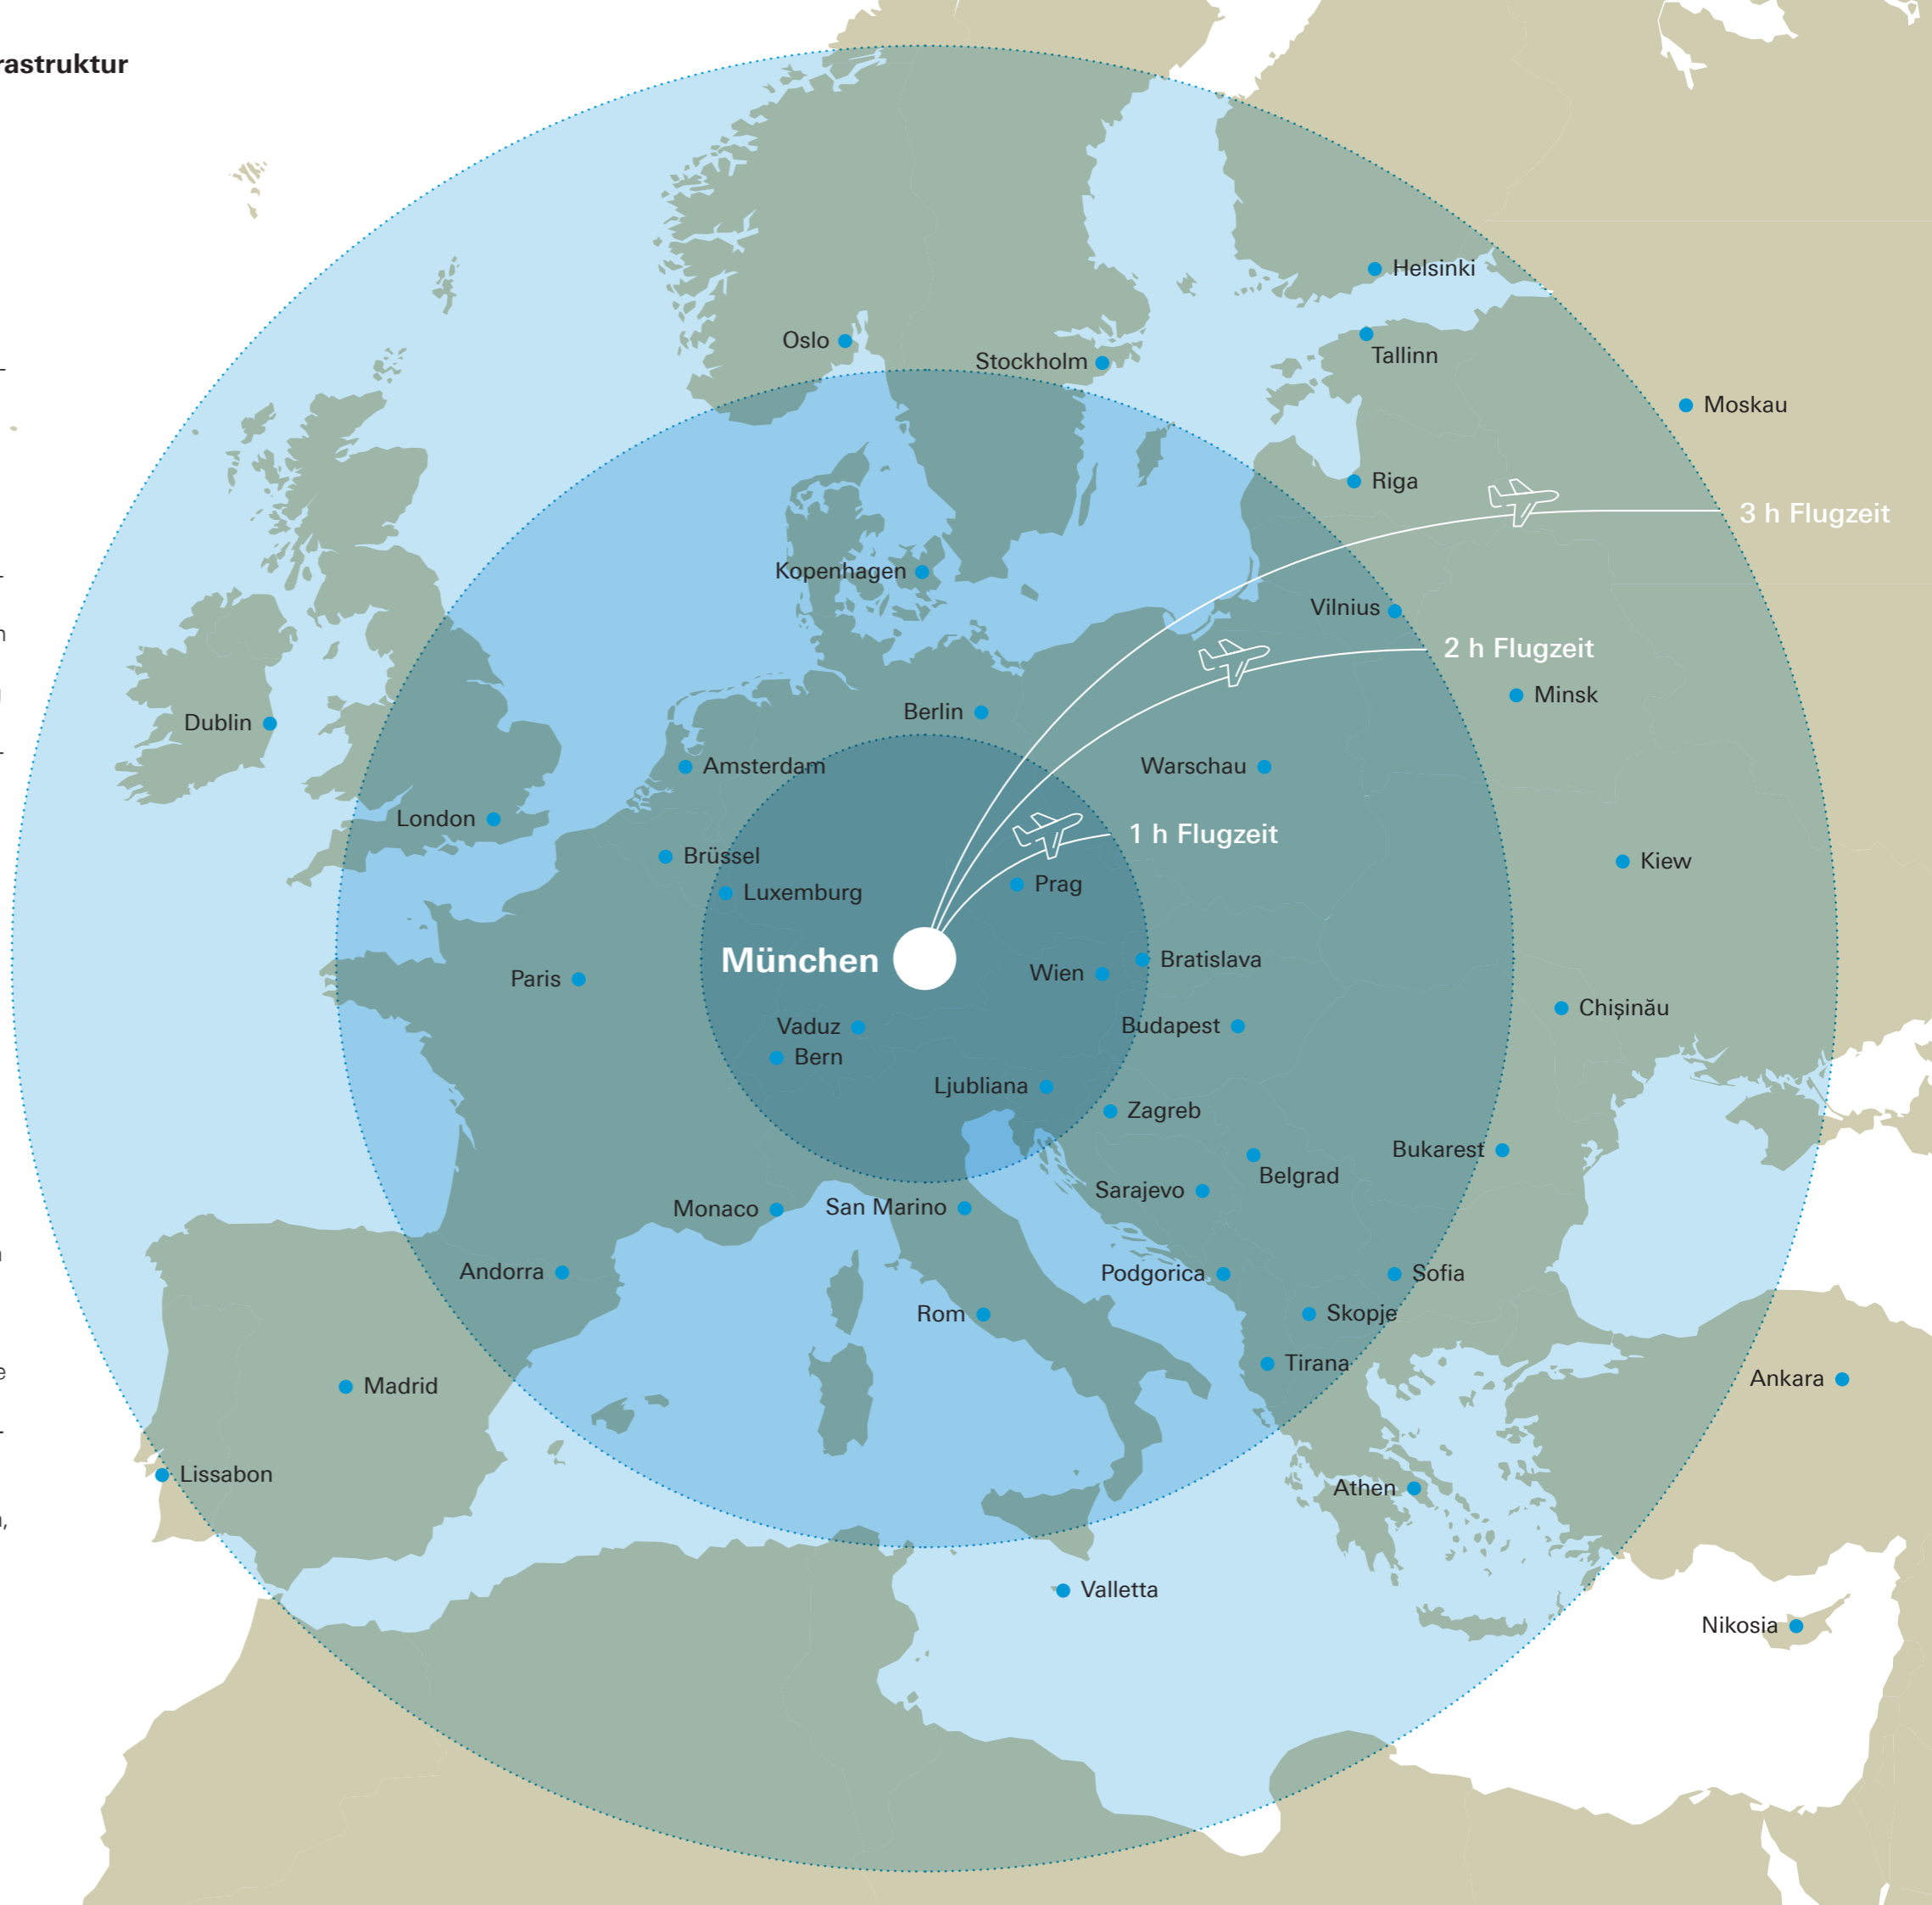 rastruktur
Helsinki
Oslo
Stockholm
Tallinn
Moskau
Riga
3 h Flugzeit
Kopenhagen
Vilnius
2 h Flugzeit
Minsk
Berlin
Dublin
Amsterdam
Warschau
London
1 h Flugzeit
Brüssel
Kiew
Prag
Luxemburg
München
Bratislava
Wien
Paris
Chișinău
Vaduz
Budapest
Bern
Ljubliana
Zagreb
Bukarest
Belgrad
Sarajevo
San Marino
Monaco
Andorra
Podgorica
Sofia
Rom
Skopje
Tirana
Ankara
Madrid
Lissabon
Athen
Valletta
Nikosia